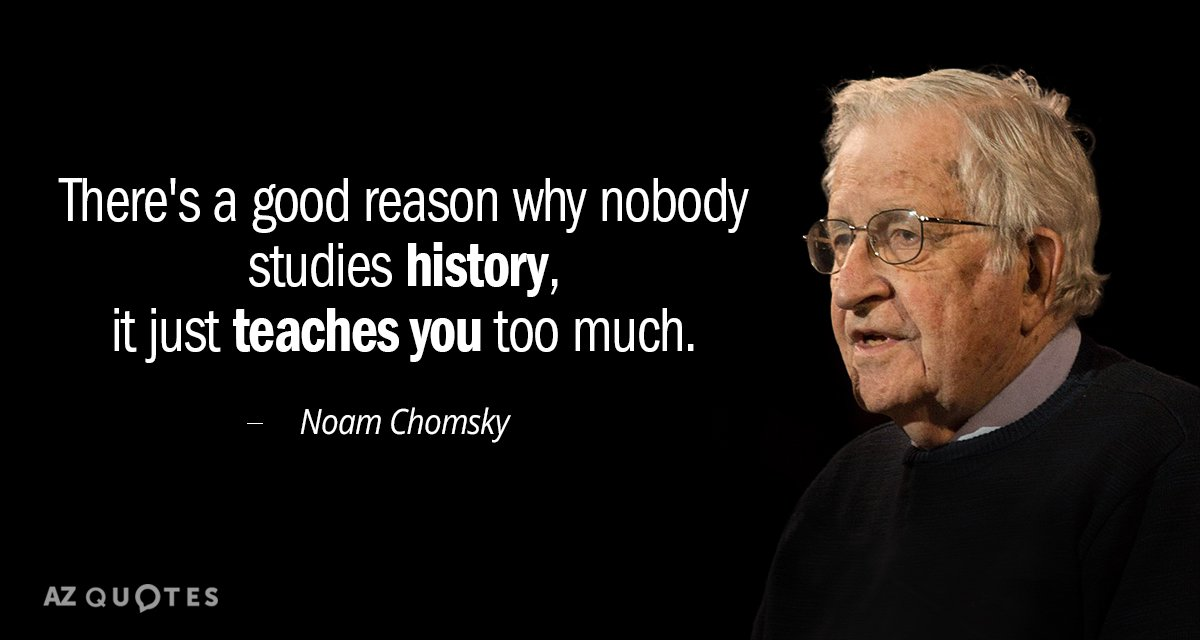 There's a good reason why nobody
studies history,
it just teaches you too much.
– Noam Chomsky
AZ QUOTES